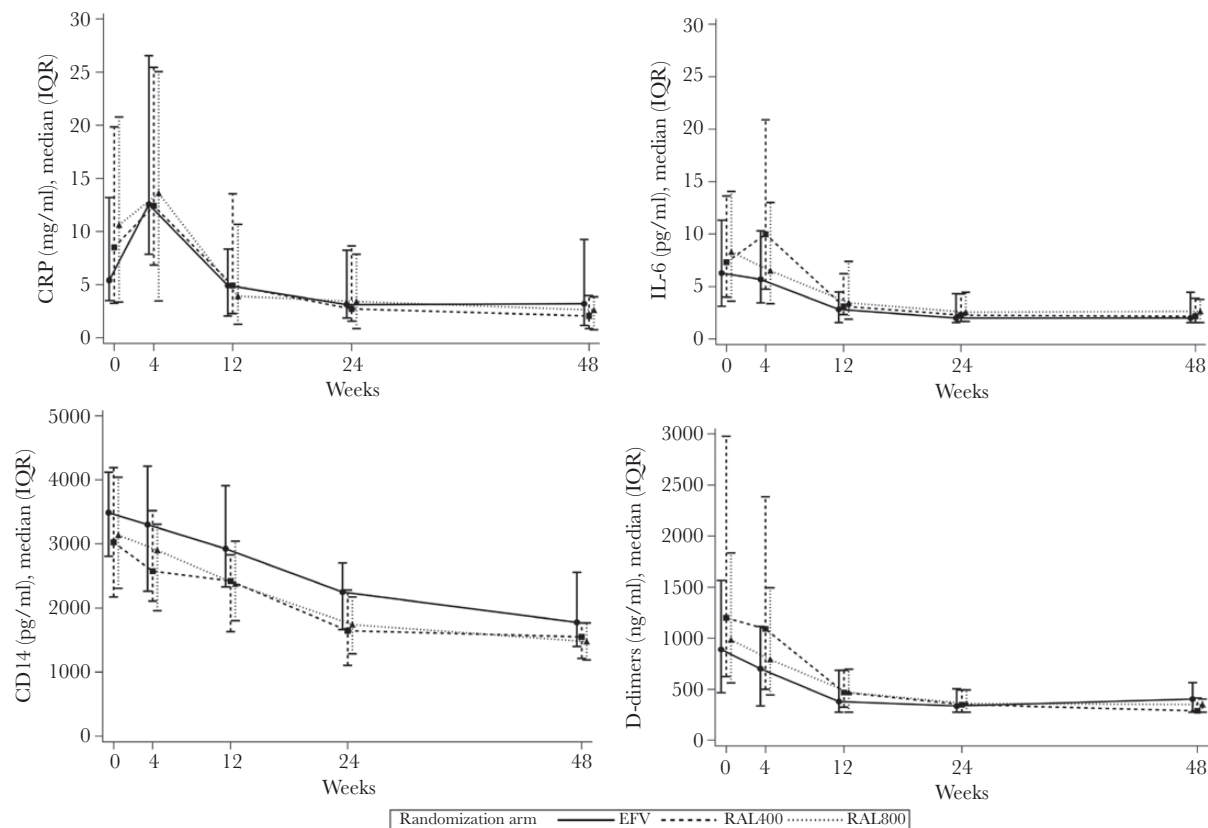 CRP (mg/ml), median (IQR)
30
25
20
15
10
5
0
0 4 12 24 48
Weeks
IL-6 (pg/ml), median (IQR)
30
25
20
15
10
5
0
0 4 12 24 48
Weeks
CD14 (pg/ml), median (IQR)
5000
4000
3000
2000
1000
0
0 4 12 24 48
Weeks
D-dimers (ng/ml), median (IQR)
3000
2500
2000
1500
1000
500
0
0 4 12 24 48
Weeks
Randomization arm EFV RAL400 RAL800